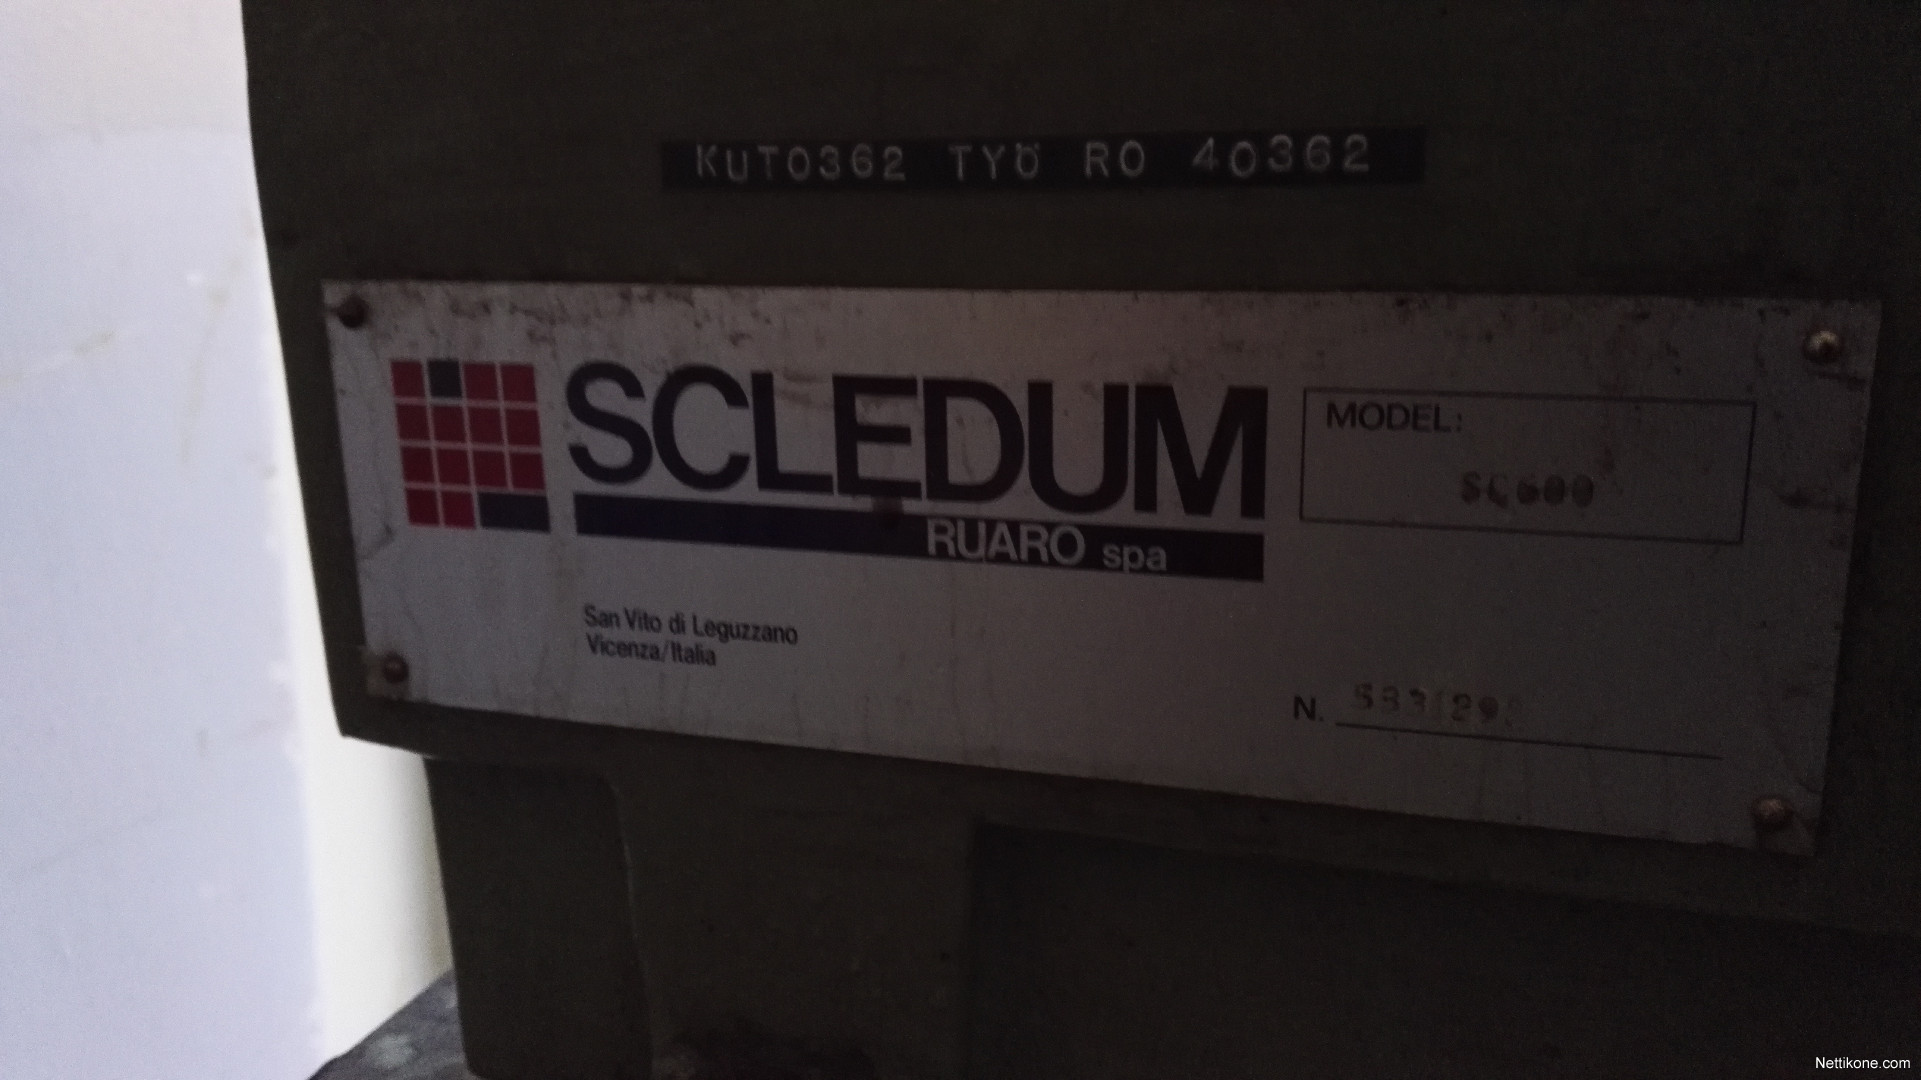 KUT0362 TYÖ RO 40362
SCLEDUM
RUARO spa
MODEL:
San Vito di Leguzzano
Vicenza/Italia
N.
Nettikone.com